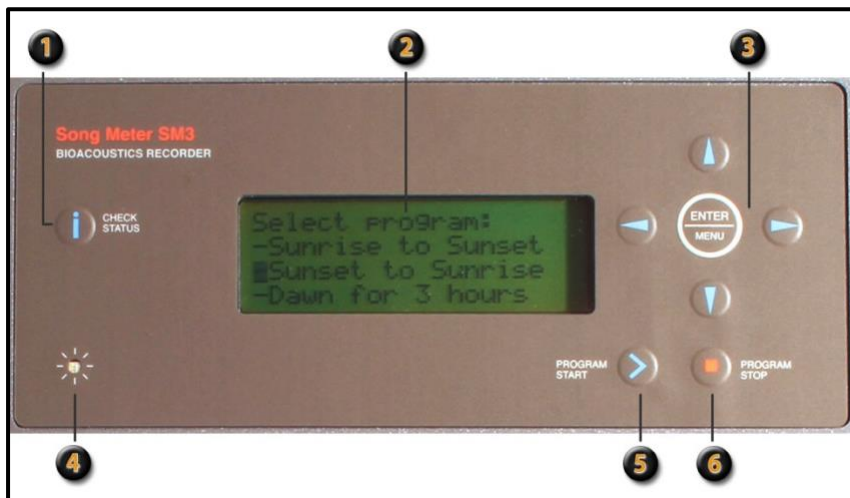 1
2
3
Song Meter SM3
BIOACOUSTICS RECORDER
i CHECK
STATUS
Select program:
-Sunrise to Sunset
Sunset to Sunrise
-Dawn for 3 hours
ENTER
MENU
PROGRAM
START
PROGRAM
STOP
4
5
6